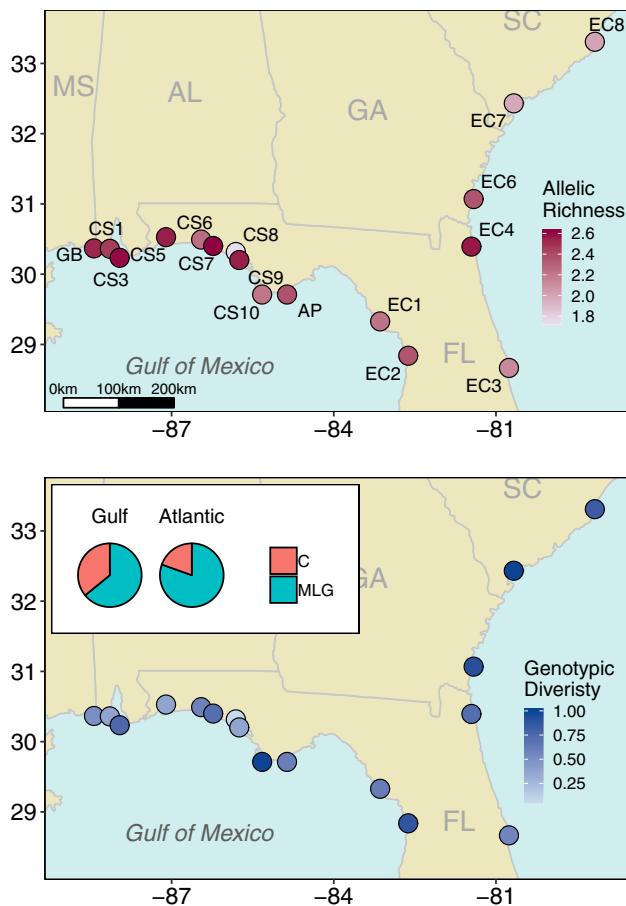 SC
EC8
33
MS
AL
GA
EC7
32
31
EC6
Allelic
Richness
CS1
CS6
CS8
EC4
2.6
2.4
2.2
2.0
1.8
30
GB
CS5
CS7
CS3
CS9
CS10
AP
EC1
29
Gulf of Mexico
EC2
FL
EC3
0km 100km 200km
−87 −84 −81
SC
33
Gulf Atlantic
C
MLG
GA
32
31
Genotypic
Diveristy
1.00
0.75
0.50
0.25
30
29
Gulf of Mexico
FL
−87 −84 −81